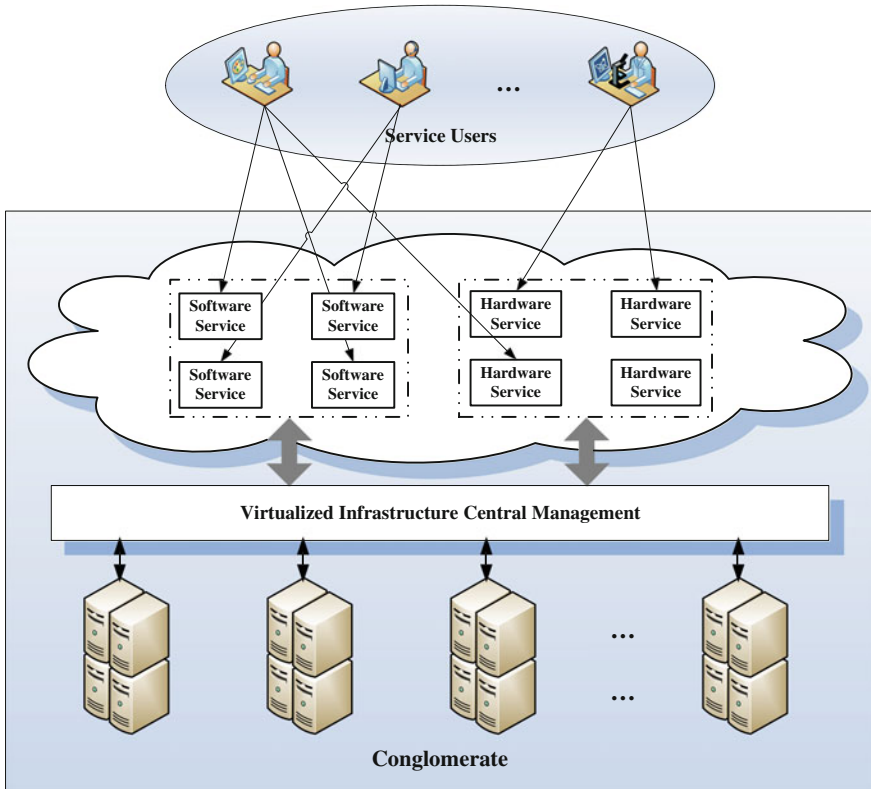 ...
Service Users
Software
Service
Software
Service
Hardware
Service
Hardware
Service
Software
Service
Software
Service
Hardware
Service
Hardware
Service
Virtualized Infrastructure Central Management
...
...
Conglomerate